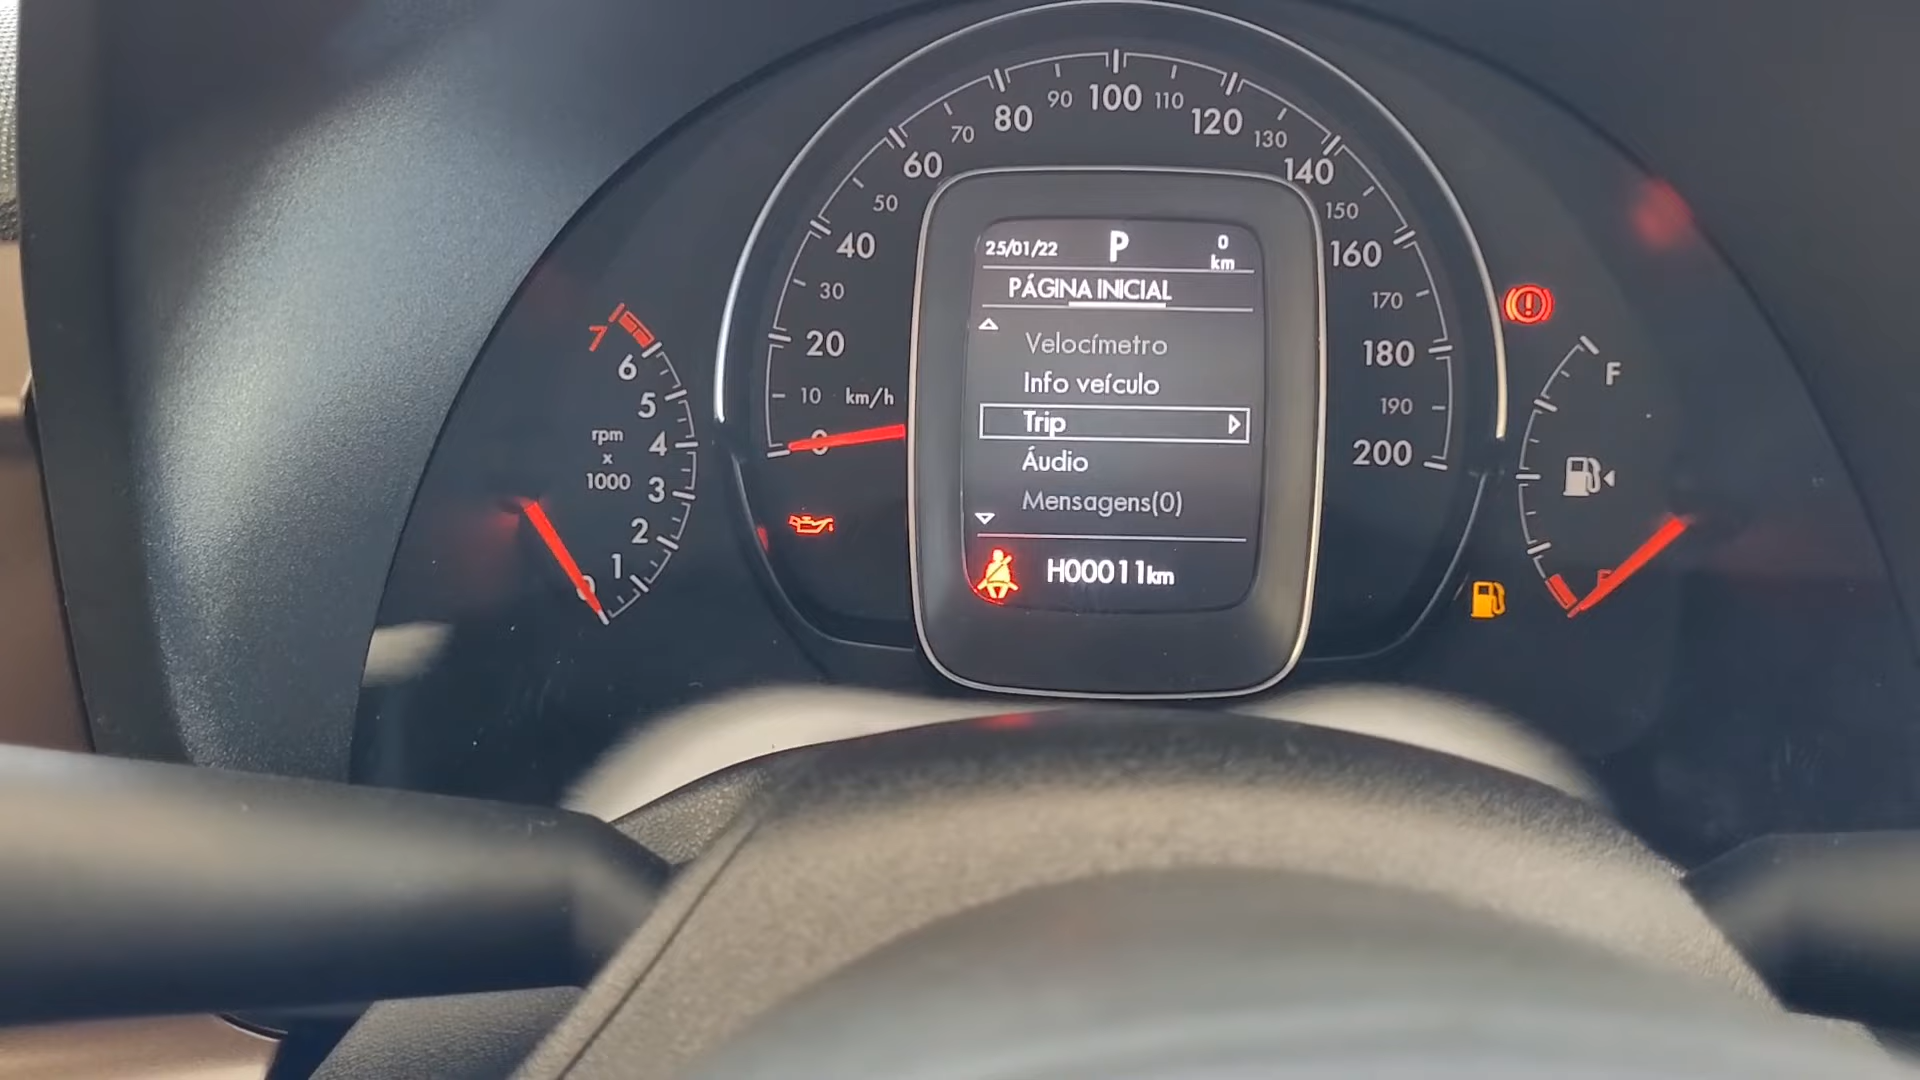 25/01/22 P 0 km
PÁGINA INICIAL
Velocímetro
Info veículo
Trip
Áudio
Mensagens(0)
H00011km
0 10 20 30 40 50 60 70 80 90 100 110 120 130 140 150 160 170 180 190 200
km/h
0 1 2 3 4 5 6 7
rpm
x
1000
F